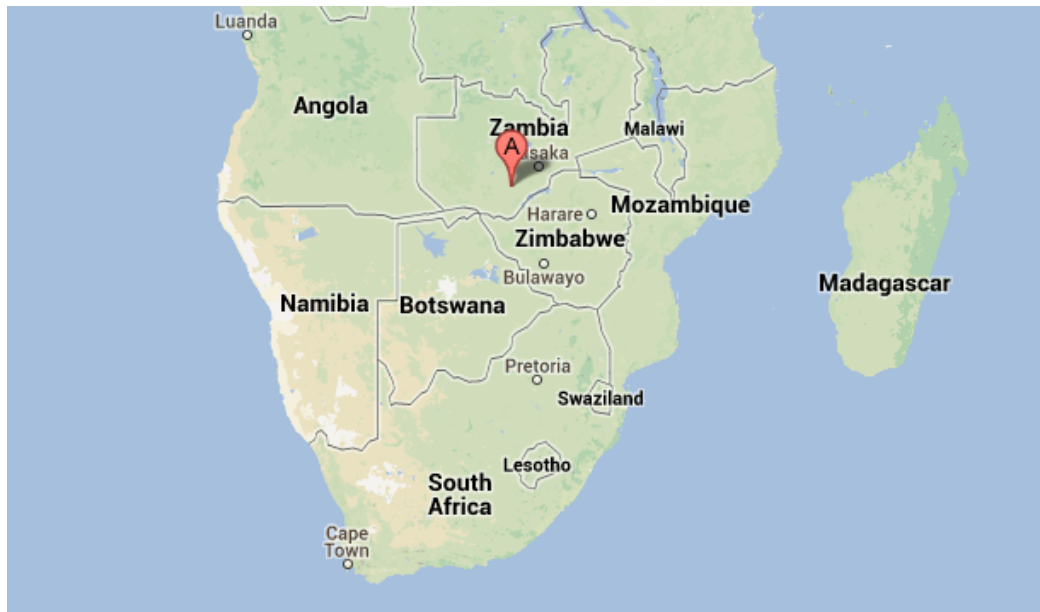 Luanda
Angola
Zambia
Malawi
A
Harare
Mozambique
Zimbabwe
Bulawayo
Madagascar
Namibia
Botswana
Pretoria
Swaziland
Lesotho
South
Africa
Cape
Town